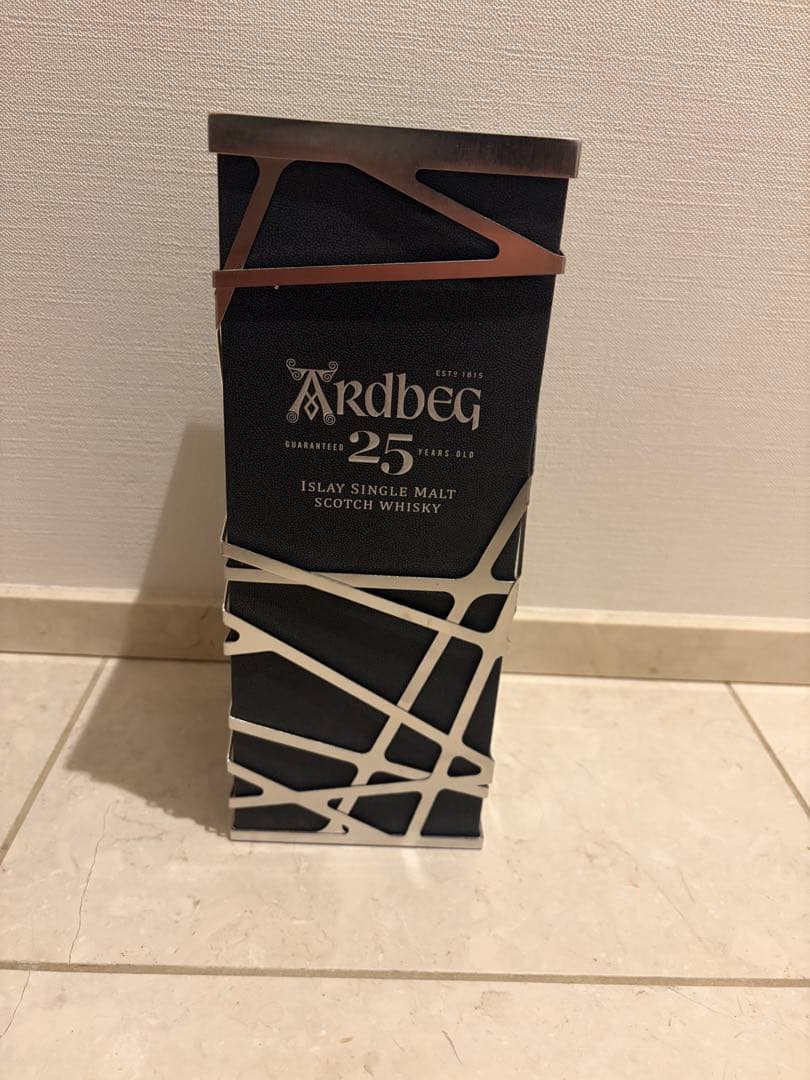 ESTD 1815
ARdbEG
GUARANTEED 25 YEARS OLD
ISLAY SINGLE MALT
SCOTCH WHISKY